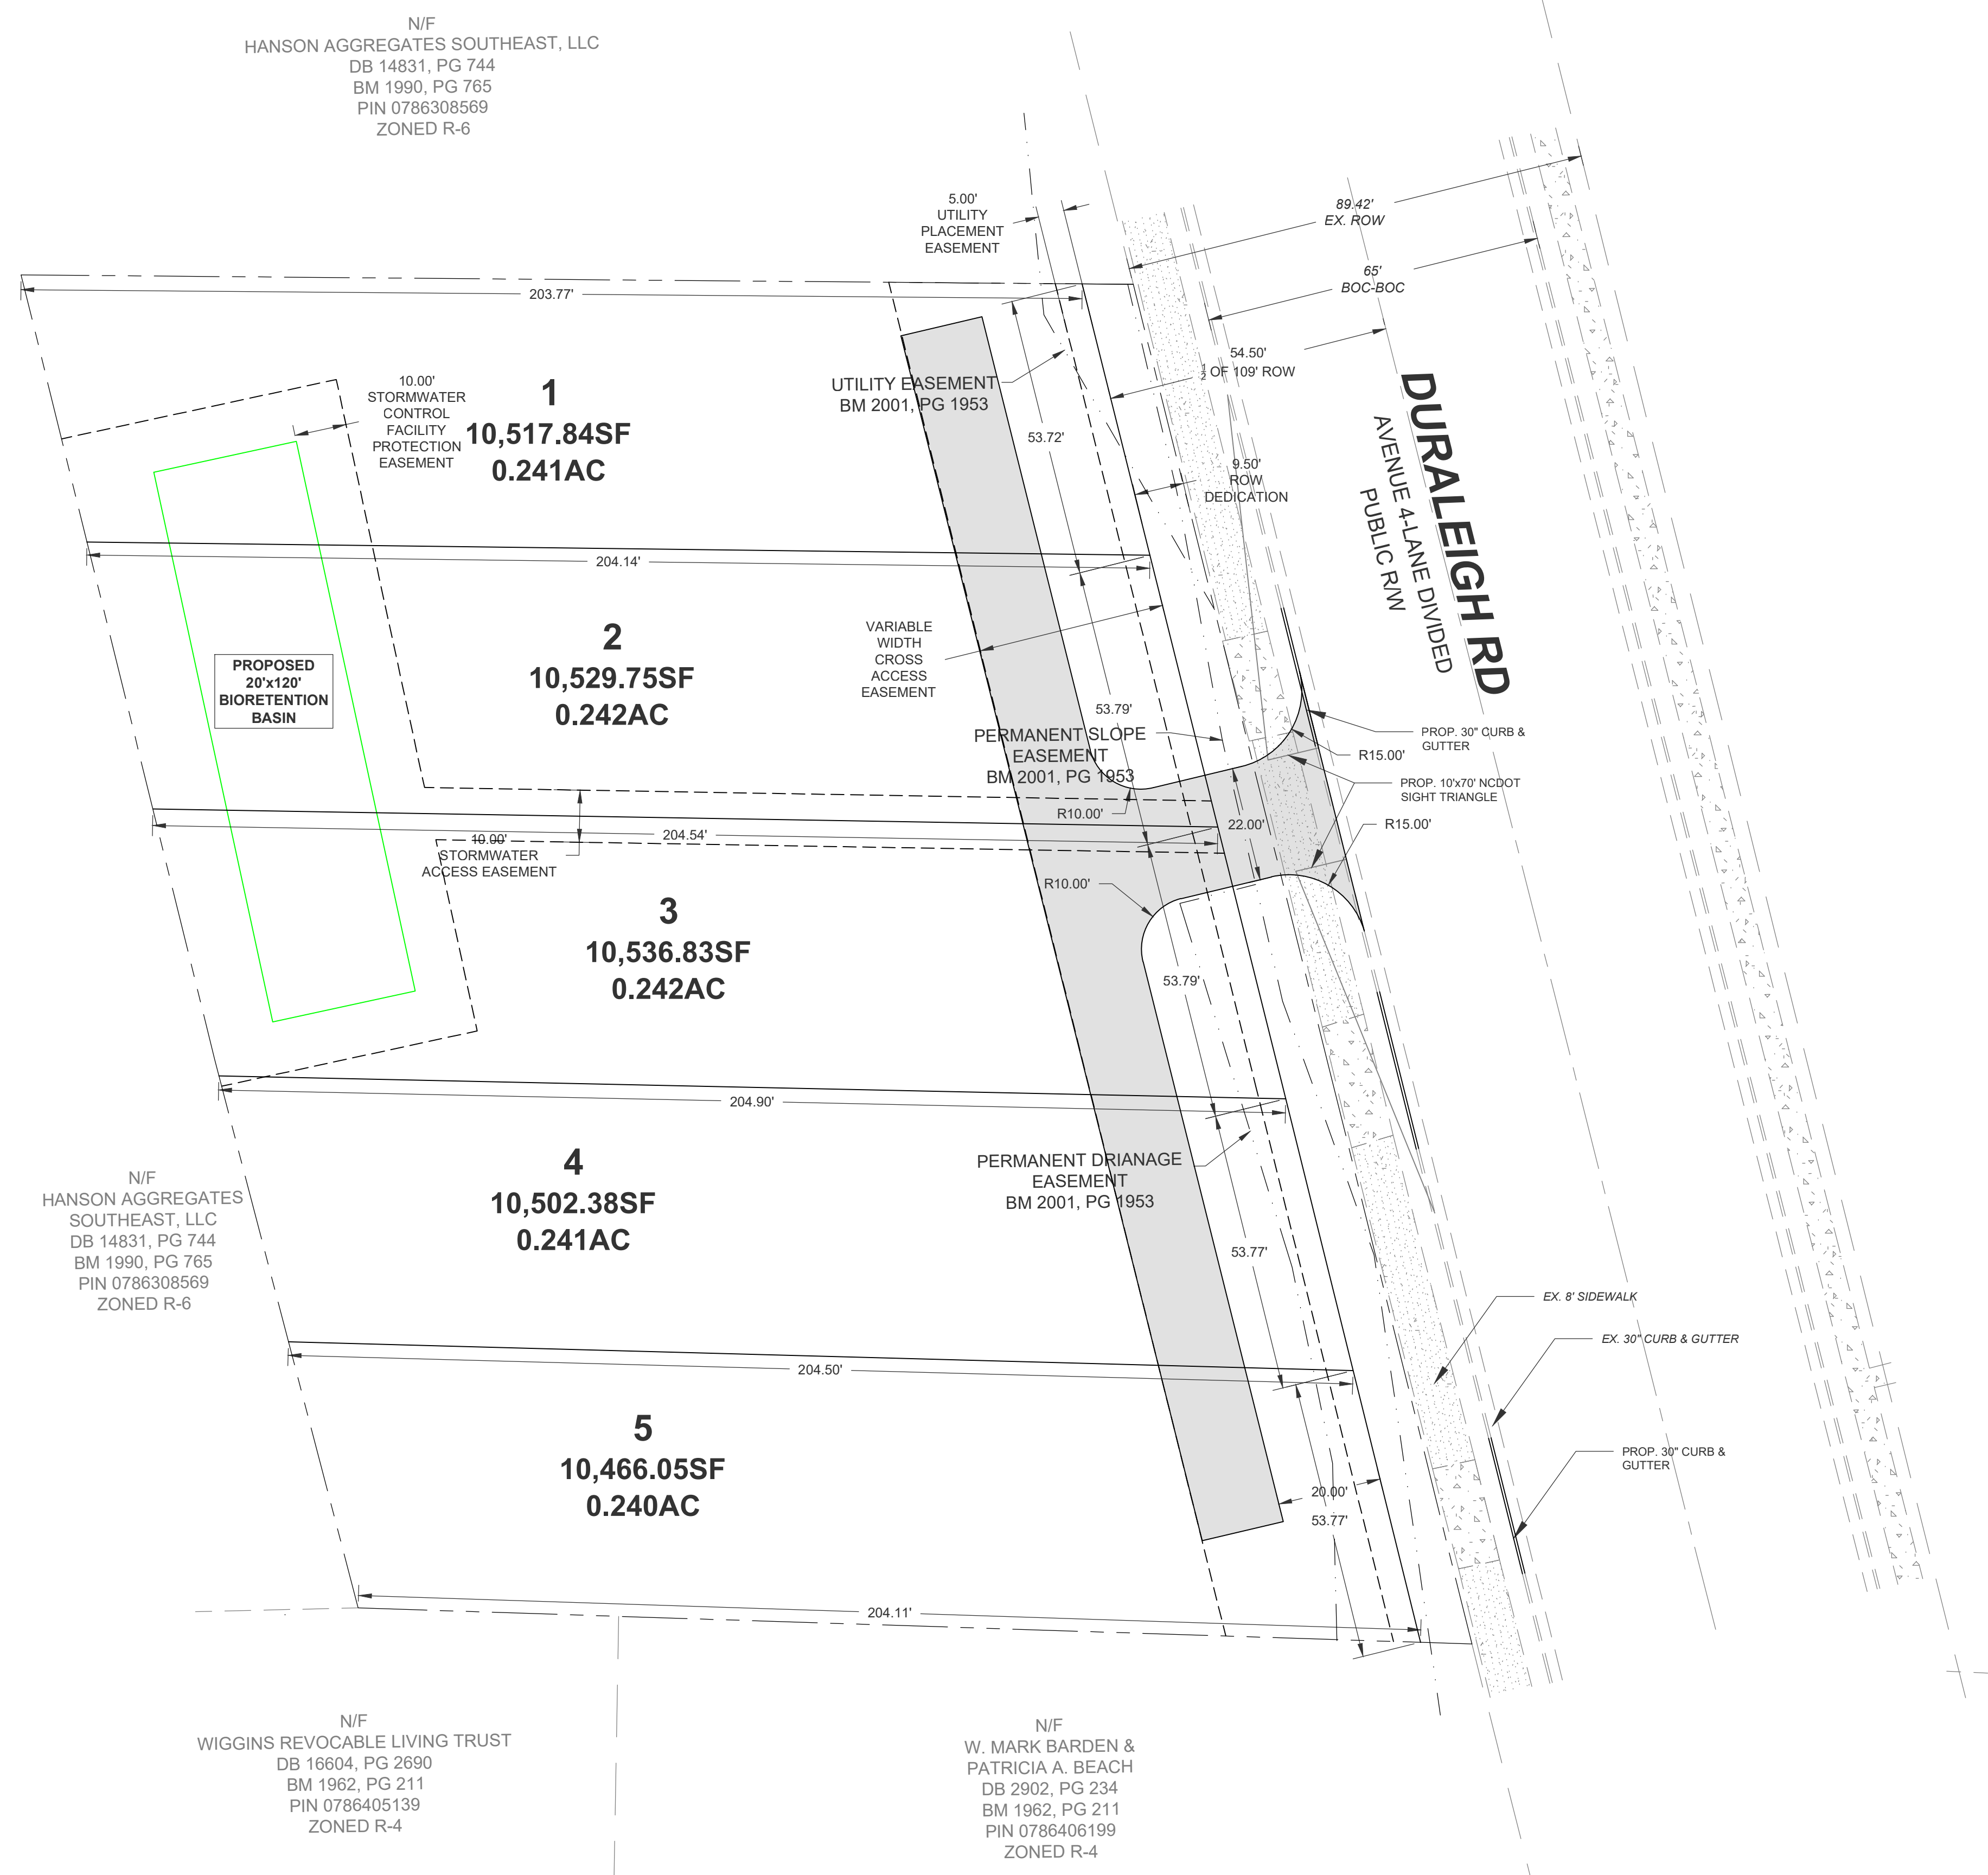 N/F
HANSON AGGREGATES SOUTHEAST, LLC
DB 14831, PG 744
BM 1990, PG 765
PIN 0786308569
ZONED R-6
5.00'
UTILITY
PLACEMENT
EASEMENT
89.42'
EX. ROW
65'
BOC-BOC
54.50'
1/2 OF 109' ROW
203.77'
10.00'
STORMWATER
CONTROL
FACILITY
PROTECTION
EASEMENT
1
10,517.84SF
0.241AC
UTILITY EASEMENT
BM 2001, PG 1953
53.72'
9.50'
ROW
DEDICATION
DURALEIGH RD
AVENUE 4-LANE DIVIDED
PUBLIC R/W
204.14'
2
10,529.75SF
0.242AC
PROPOSED
20'x120'
BIORETENTION
BASIN
VARIABLE
WIDTH
CROSS
ACCESS
EASEMENT
53.79'
PERMANENT SLOPE
EASEMENT
BM 2001, PG 1953
PROP. 30" CURB &
GUTTER
R15.00'
PROP. 10'x70' NCDOT
SIGHT TRIANGLE
R10.00'
22.00'
R15.00'
204.54'
10.00'
STORMWATER
ACCESS EASEMENT
R10.00'
3
10,536.83SF
0.242AC
53.79'
204.90'
4
10,502.38SF
0.241AC
PERMANENT DRIANAGE
EASEMENT
BM 2001, PG 1953
53.77'
N/F
HANSON AGGREGATES
SOUTHEAST, LLC
DB 14831, PG 744
BM 1990, PG 765
PIN 0786308569
ZONED R-6
EX. 8' SIDEWALK
EX. 30" CURB & GUTTER
204.50'
5
10,466.05SF
0.240AC
PROP. 30" CURB &
GUTTER
20.00'
53.77'
204.11'
N/F
WIGGINS REVOCABLE LIVING TRUST
DB 16604, PG 2690
BM 1962, PG 211
PIN 0786405139
ZONED R-4
N/F
W. MARK BARDEN &
PATRICIA A. BEACH
DB 2902, PG 234
BM 1962, PG 211
PIN 0786406199
ZONED R-4